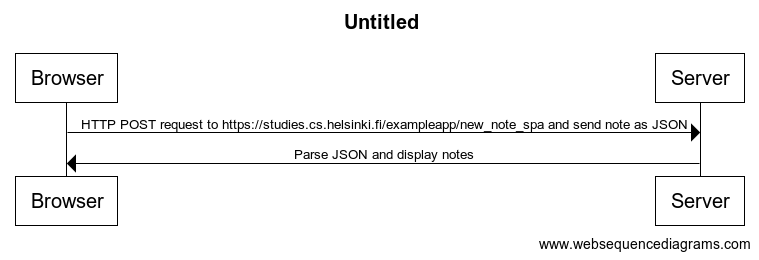 Untitled
Browser
Server
HTTP POST request to https://studies.cs.helsinki.fi/exampleapp/new_note_spa and send note as JSON
Parse JSON and display notes
Browser
Server
www.websequencediagrams.com